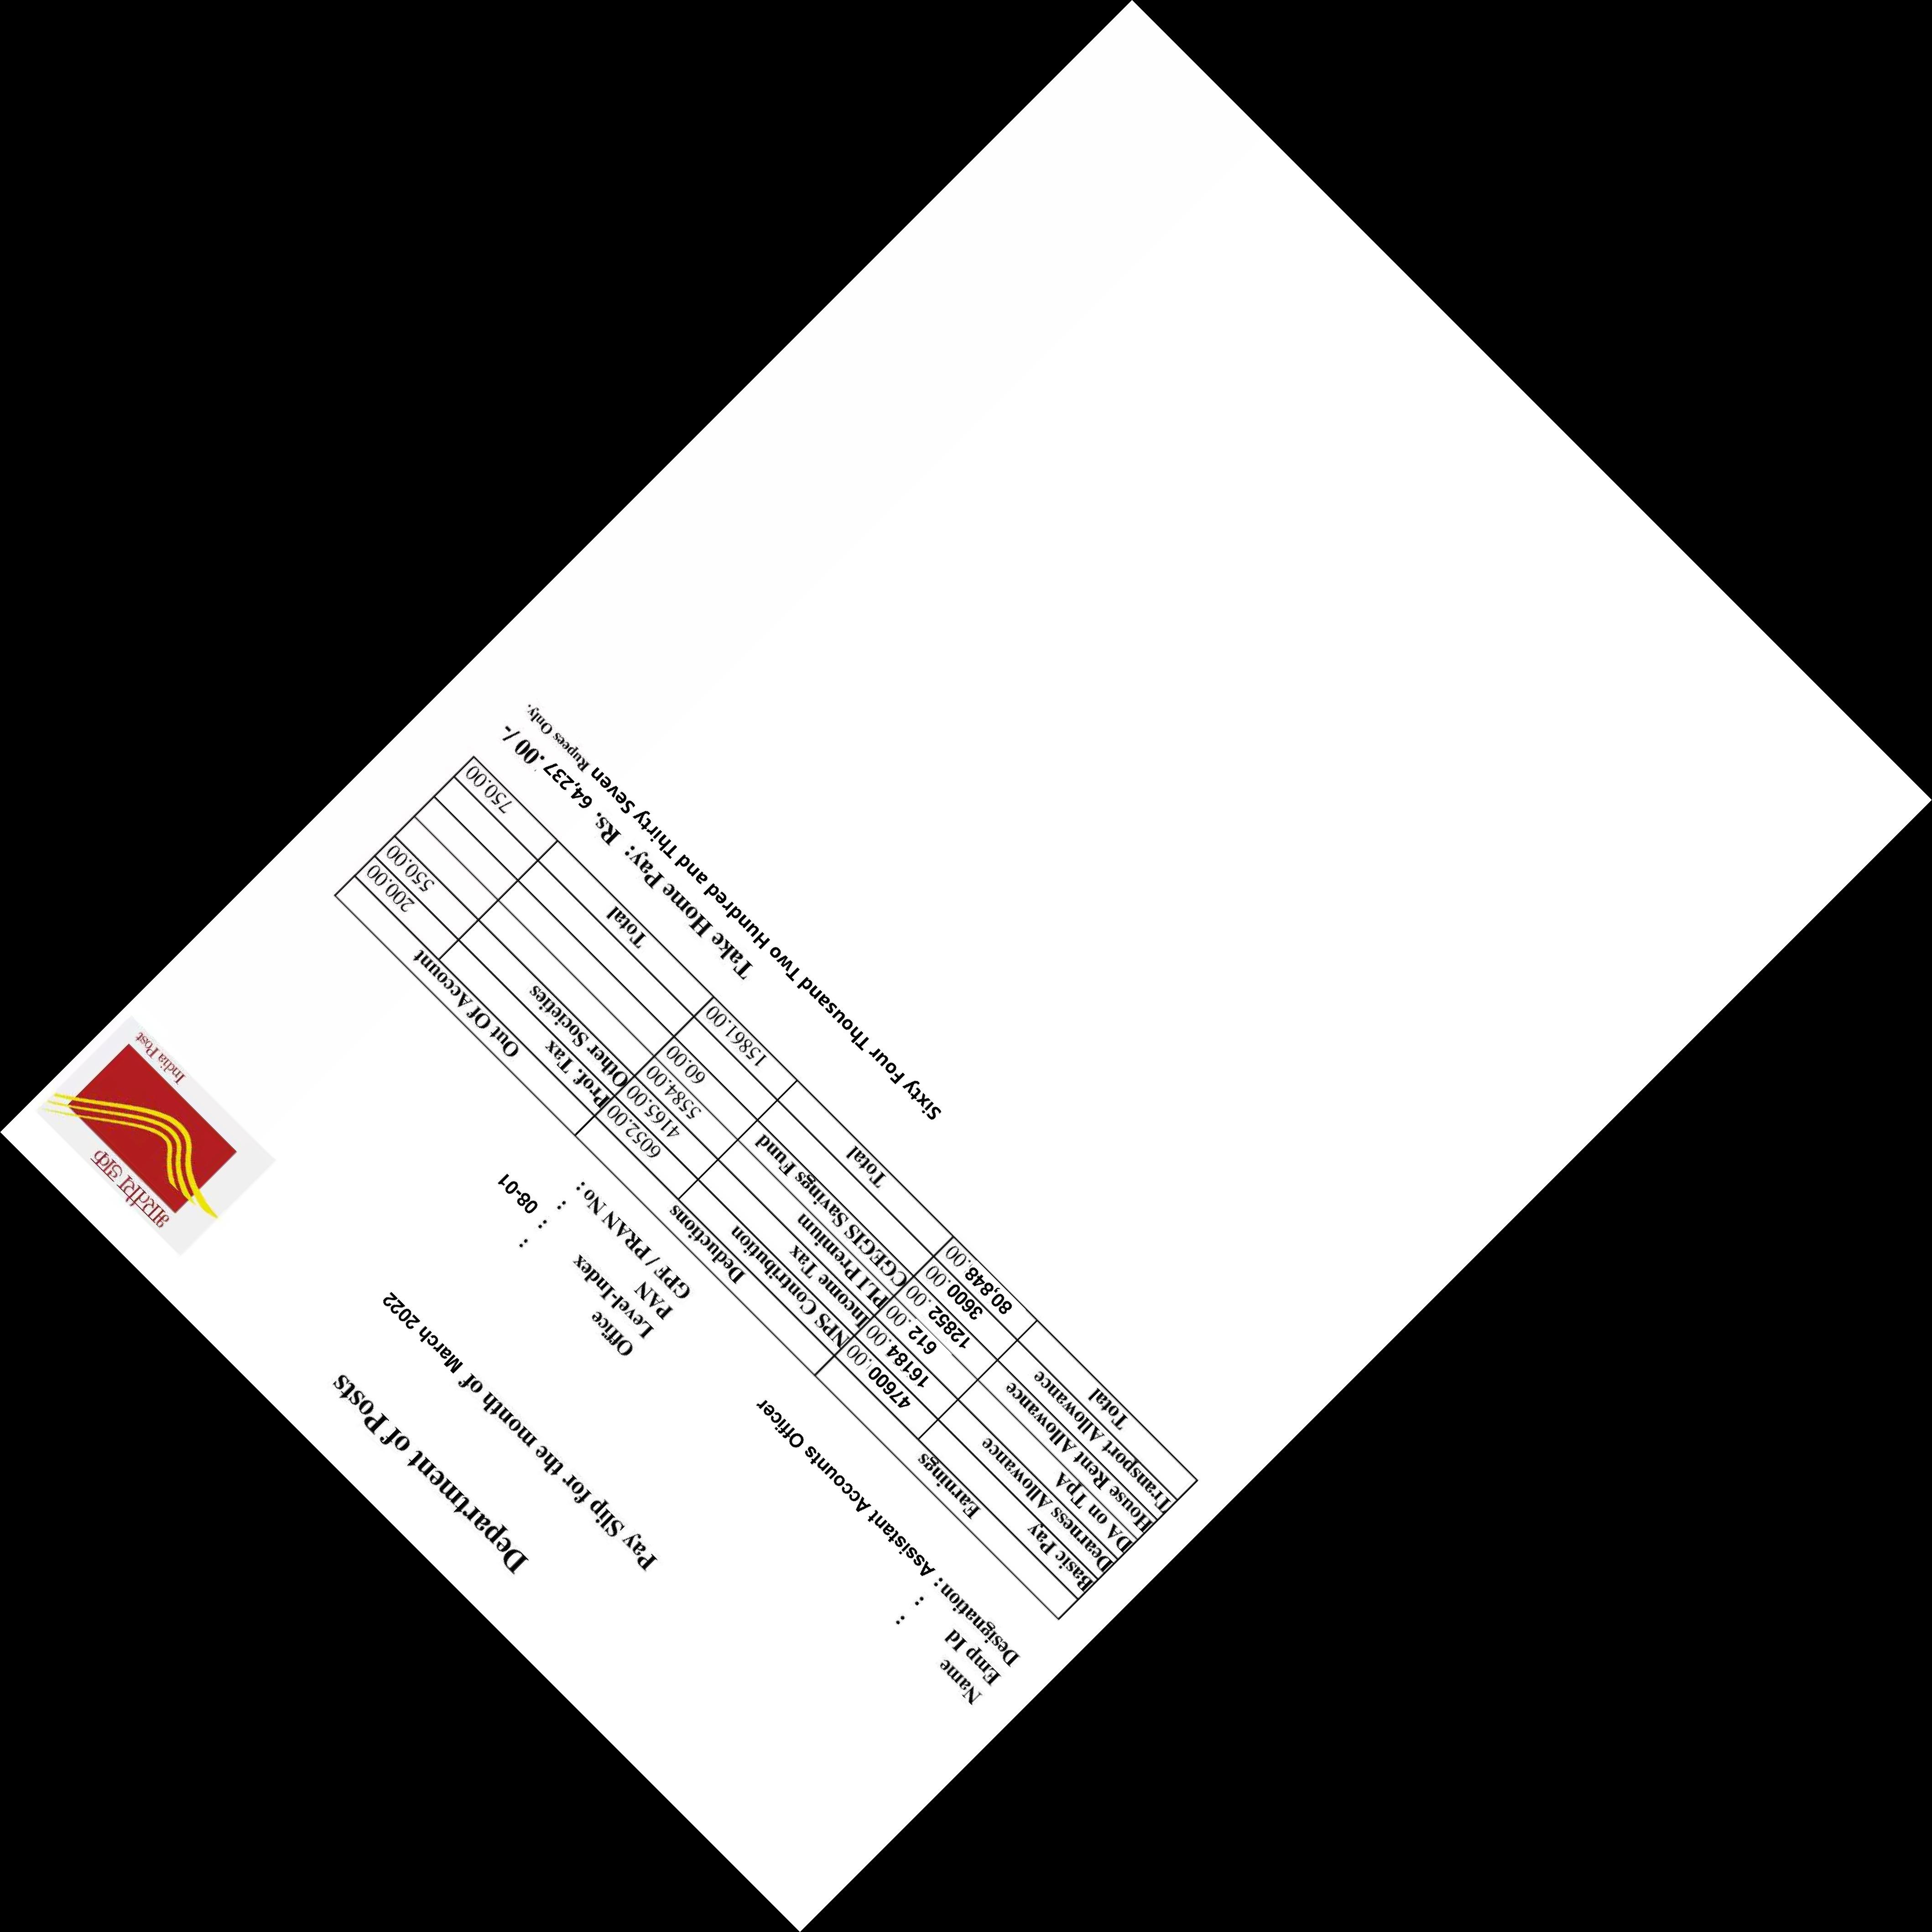 भारतीय डाक
India Post
Department of Posts
Pay Slip for the month of March 2022
Name : Office :
Emp Id : Level-Index : 08-01
Designation : Assistant Accounts Officer PAN :
GPF / PRAN No :
Earnings Deductions Out Of Account
Basic Pay 47600.00 NPS Contribution 6052.00 Prof. Tax 200.00
Dearness Allowance 16184.00 Income Tax 4165.00 Other Societies 550.00
DA on TpA 612.00 PLI Premium 5584.00
House Rent Allowance 12852.00 CGEGIS Savings Fund 60.00
Transport Allowance 3600.00
Total 80,848.00 Total 15861.00 Total 750.00
Take Home Pay: Rs. 64,237.00 /-
Sixty Four Thousand Two Hundred and Thirty Seven Rupees Only.